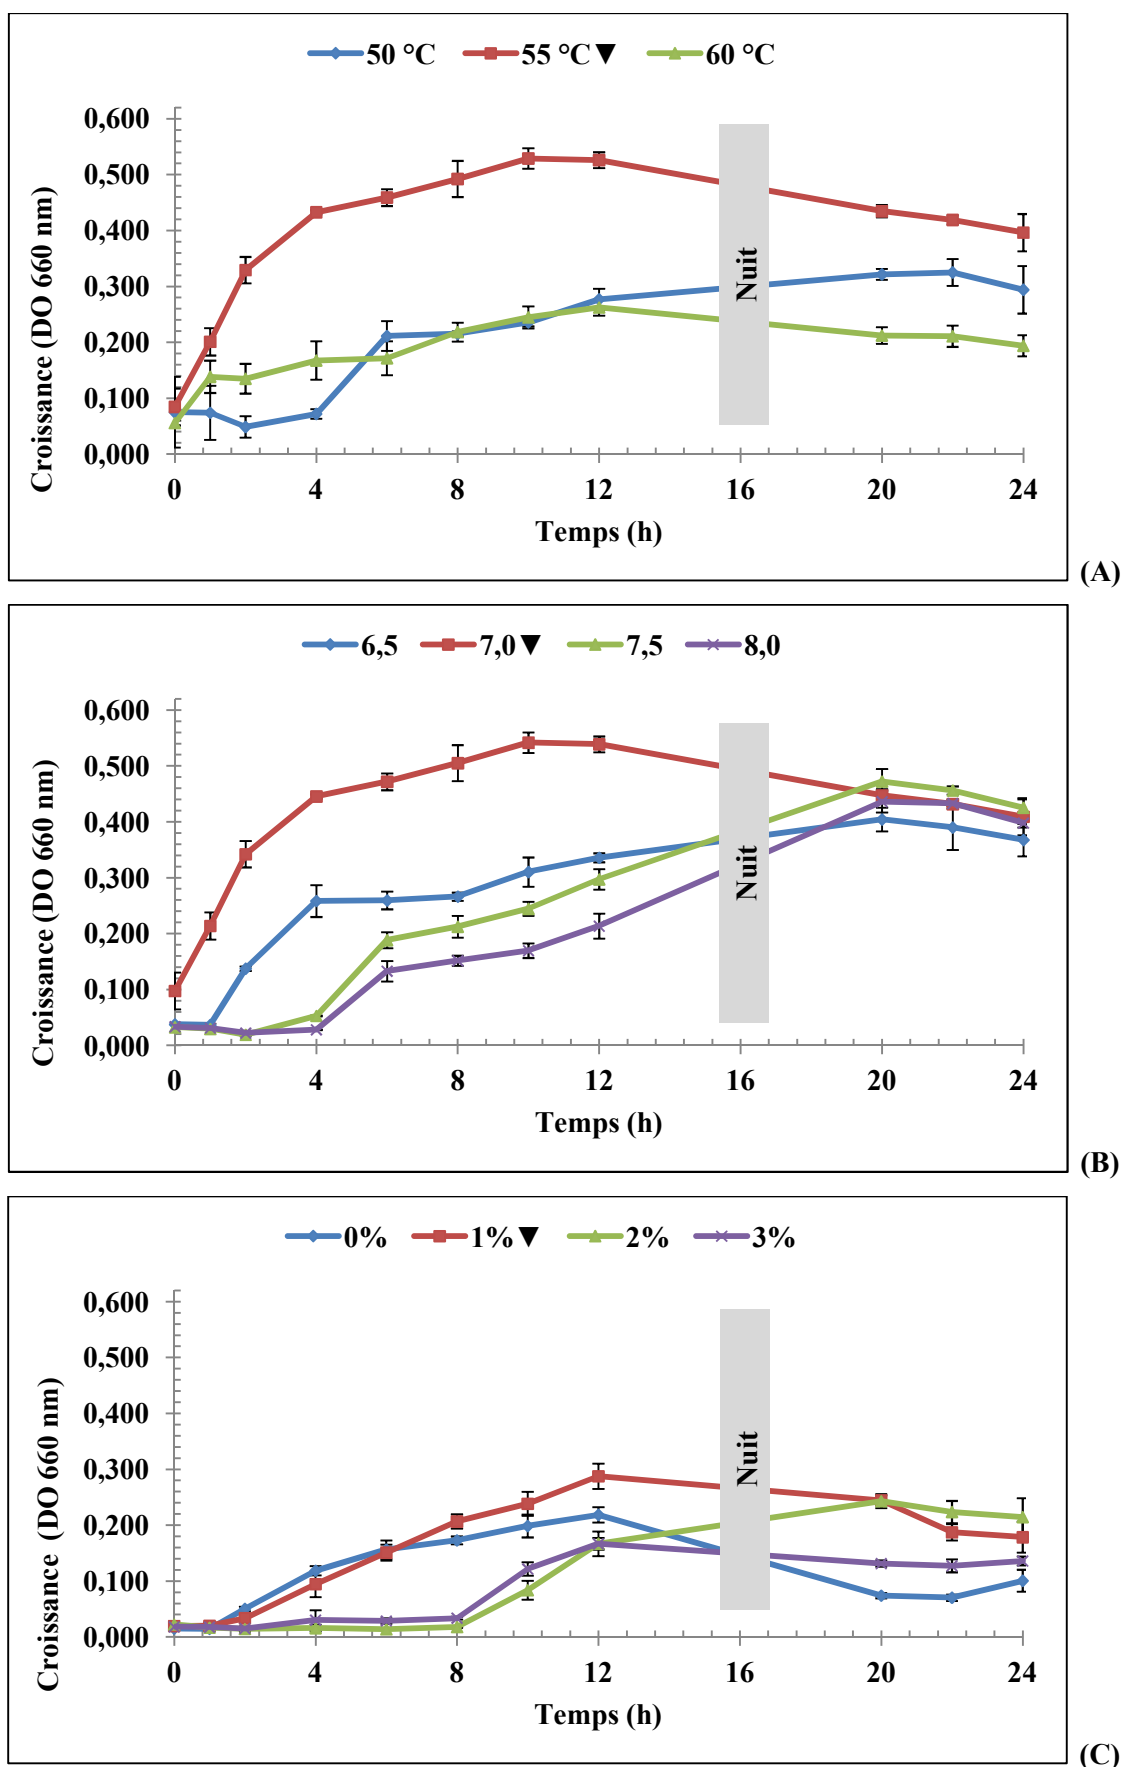 50 °C 55 °C▼ 60 °C
0,600
0,500
0,400
0,300
0,200
0,100
0,000
Croissance (DO 660 nm)
Nuit
0 4 8 12 16 20 24
Temps (h)
(A)
6,5 7,0▼ 7,5 8,0
0,600
0,500
0,400
0,300
0,200
0,100
0,000
Croissance (DO 660 nm)
Nuit
0 4 8 12 16 20 24
Temps (h)
(B)
0% 1%▼ 2% 3%
0,600
0,500
0,400
0,300
0,200
0,100
0,000
Croissance (DO 660 nm)
Nuit
0 4 8 12 16 20 24
Temps (h)
(C)